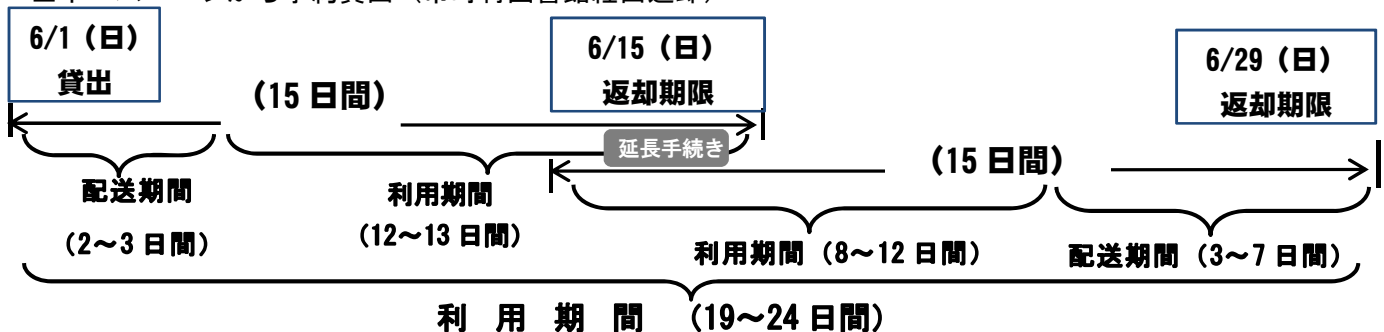 6/1（日）
貸出
（15 日間）
6/15（日）
返却期限
6/29（日）
返却期限
延長手続き
（15 日間）
配送期間
（2～3 日間）
利用期間
（12～13 日間）
利用期間（8～12 日間）
配送期間（3～7 日間）
利 用 期 間 （19～24 日間）